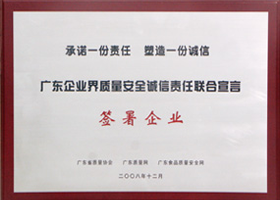 承诺一份责任 塑造一份诚信
广东企业界质量安全诚信责任联合宣言
签署企业
广东省质量协会 广东质量网 广东食品质量安全网
二〇〇八年十二月